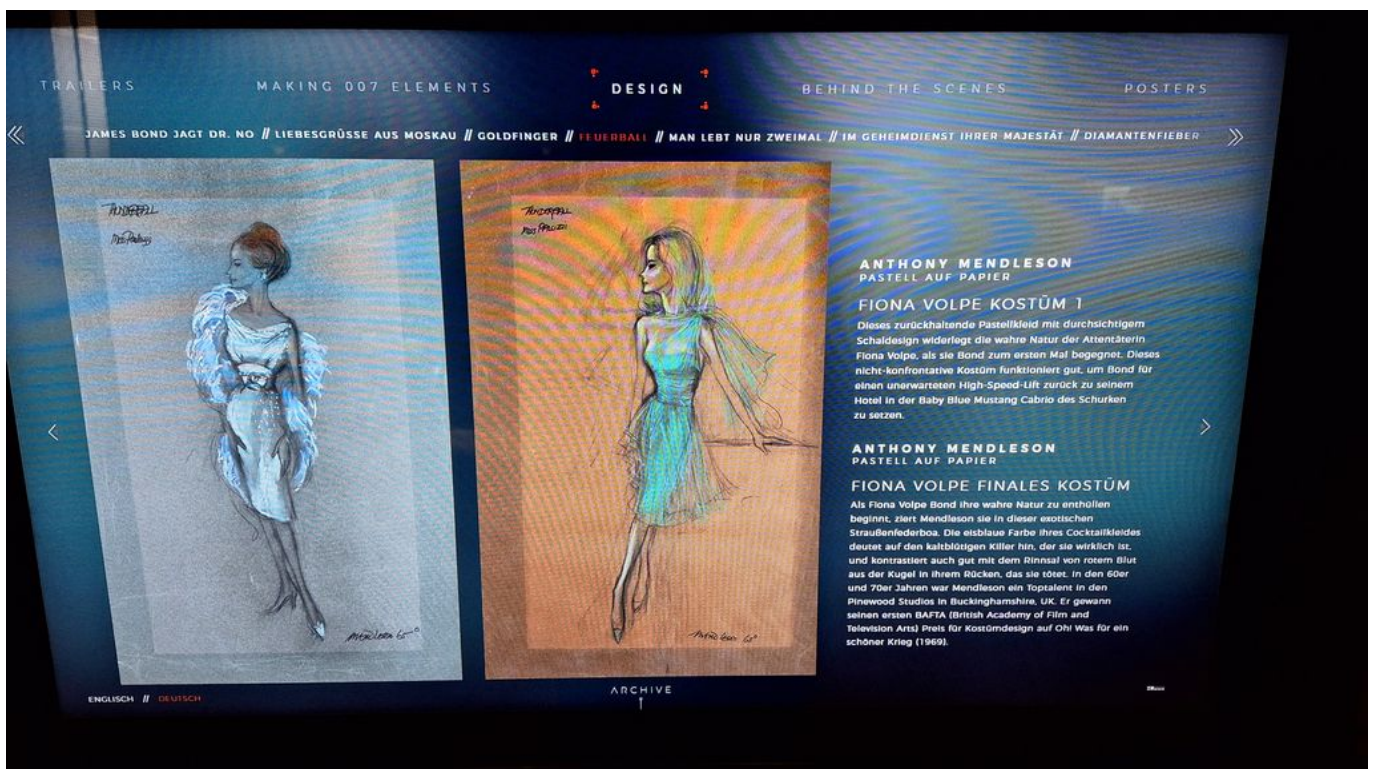 TRAILERS
MAKING 007 ELEMENTS
DESIGN
BEHIND THE SCENES
POSTERS
JAMES BOND JAGT DR. NO // LIEBESGRÜSSE AUS MOSKAU // GOLDFINGER // FEUERBALL // MAN LEBT NUR ZWEIMAL // IM GEHEIMDIENST IHRER MAJESTÄT // DIAMANTENFIEBER
THUNDERBALL
THUNDERBALL
ANTHONY MENDLESON
PASTELL AUF PAPIER
FIONA VOLPE KOSTÜM 1
Dieses zurückhaltende Pastellkleid mit durchsichtigem
Schaldesign widerlegt die wahre Natur der Attentäterin
Fiona Volpe, als sie Bond zum ersten Mal begegnet. Dieses
nicht-konfrontative Kostüm funktioniert gut, um Bond für
einen unerwarteten High-Speed-Lift zurück zu seinem
Hotel in der Baby Blue Mustang Cabrio des Schurken
zu setzen.
ANTHONY MENDLESON
PASTELL AUF PAPIER
FIONA VOLPE FINALES KOSTÜM
Als Fiona Volpe Bond ihre wahre Natur zu enthüllen
beginnt, ziert Mendleson sie in dieser exotischen
Straußenfederboa. Die eisblaue Farbe ihres Cocktailkleides
deutet auf den kaltblütigen Killer hin, der sie wirklich ist,
und kontrastiert auch gut mit dem Rinnsal von rotem Blut
aus der Kugel in ihrem Rücken, das sie tötet. In den 60er
und 70er Jahren war Mendleson ein Toptalent in den
Pinewood Studios in Buckinghamshire, UK. Er gewann
seinen ersten BAFTA (British Academy of Film and
Television Arts) Preis für Kostümdesign auf Oh! Was für ein
schöner Krieg (1969).
ENGLISCH // DEUTSCH
ARCHIVE